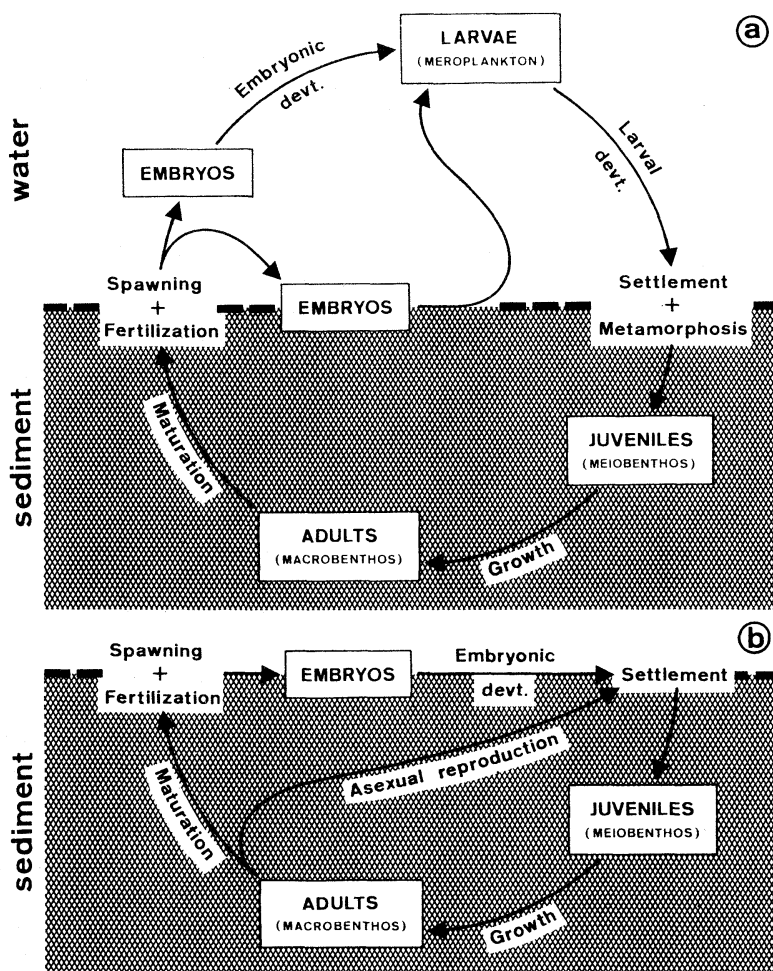 a
LARVAE
(MEROPLANKTON)
Embryonic
devt.
Larval
devt.
water
EMBRYOS
Spawning
+
Fertilization
EMBRYOS
Settlement
+
Metamorphosis
sediment
Maturation
JUVENILES
(MEIOBENTHOS)
ADULTS
(MACROBENTHOS)
Growth
b
Spawning
+
Fertilization
EMBRYOS
Embryonic
devt.
Settlement
sediment
Maturation
Asexual reproduction
JUVENILES
(MEIOBENTHOS)
ADULTS
(MACROBENTHOS)
Growth